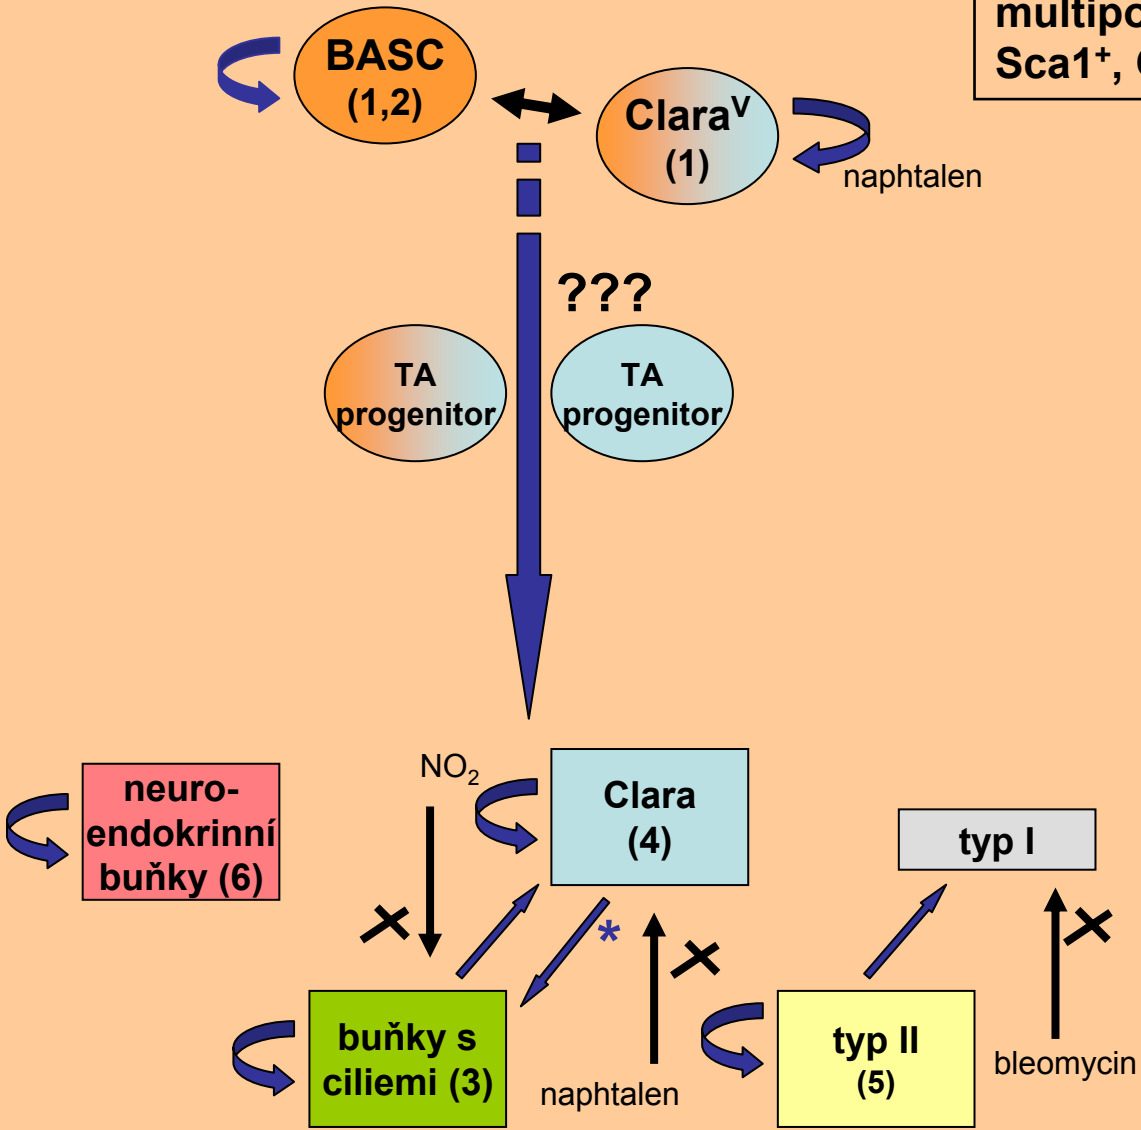 Sca1⁺,
BASC
(1,2)
Claraⱽ
(1)
naphtalen
???
TA
progenitor
TA
progenitor
neuro-
endokrinní
buňky (6)
NO₂
Clara
(4)
typ I
*
buňky s
ciliemi (3)
naphtalen
typ II
(5)
bleomycin